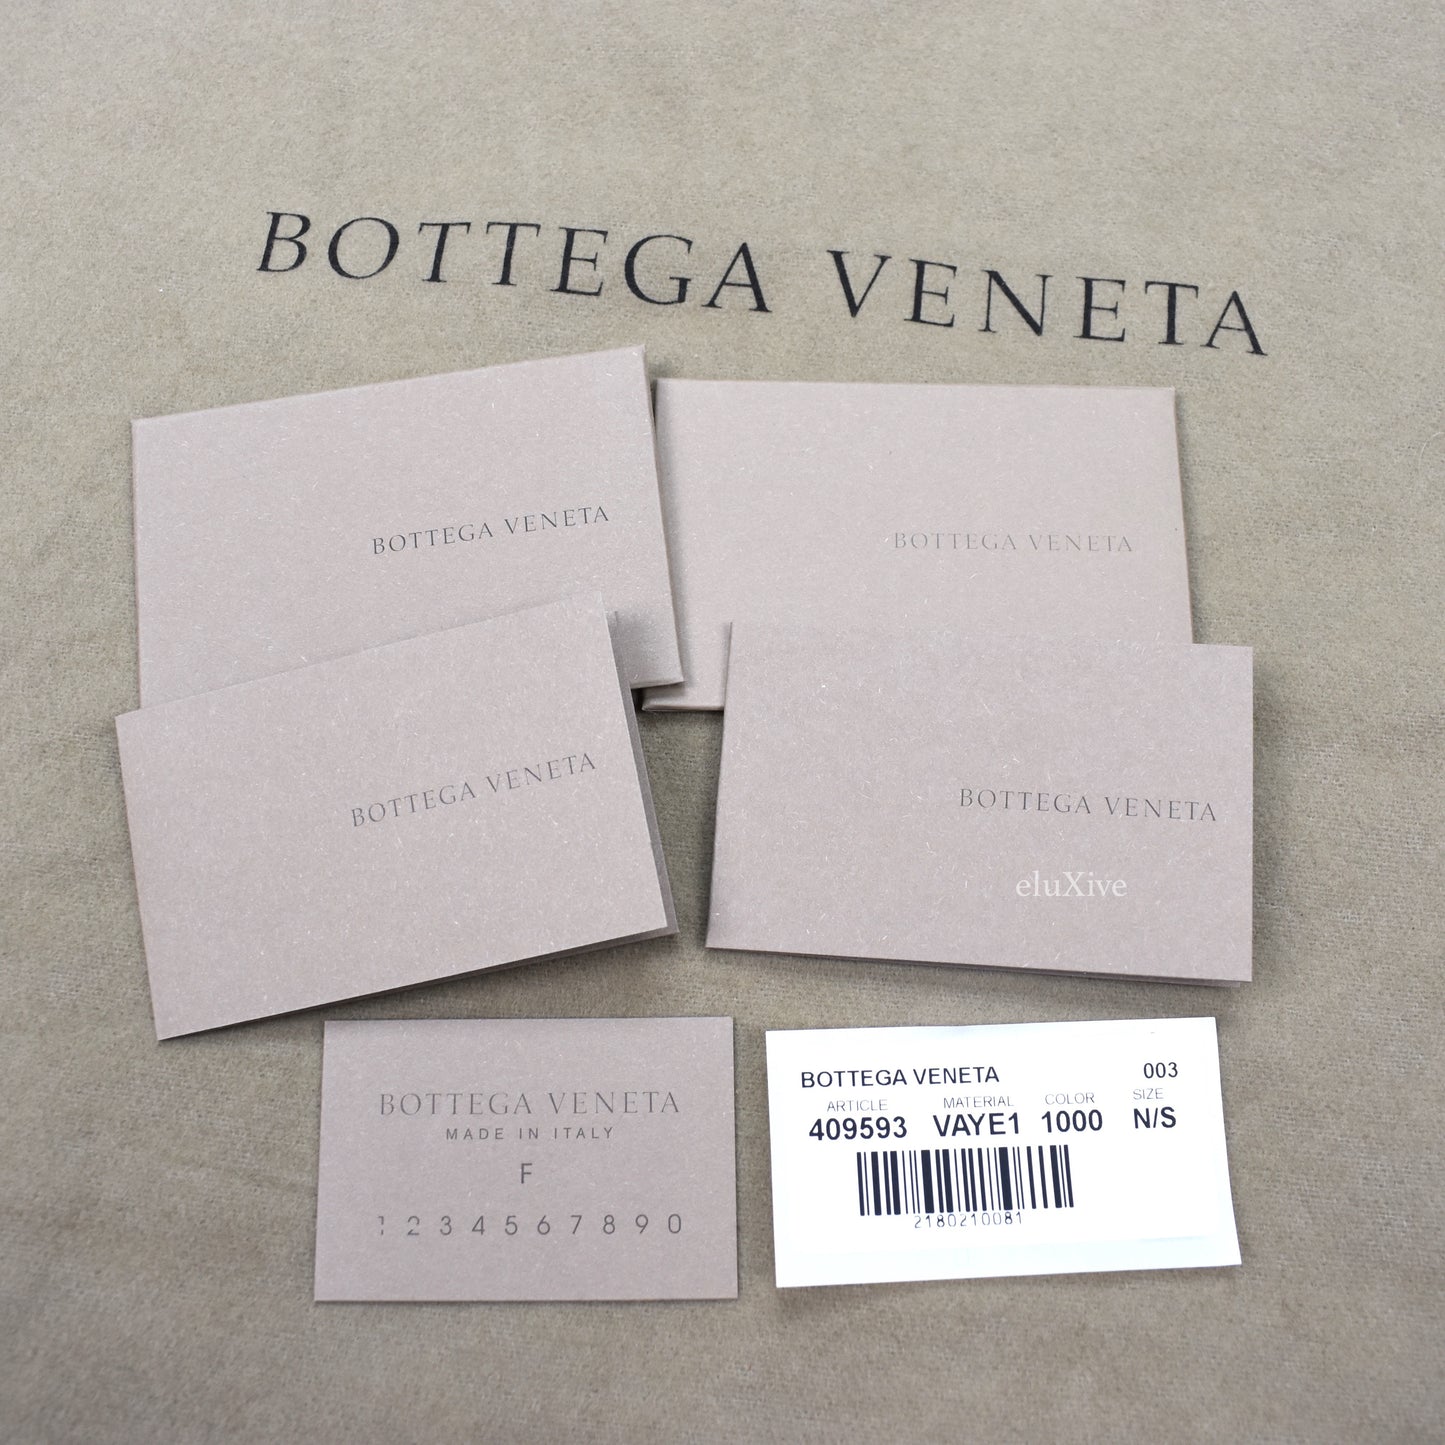 BOTTEGA VENETA
BOTTEGA VENETA
BOTTEGA VENETA
BOTTEGA VENETA
BOTTEGA VENETA
eluXive
BOTTEGA VENETA
MADE IN ITALY
F
1 2 3 4 5 6 7 8 9 0
BOTTEGA VENETA 003
ARTICLE MATERIAL COLOR SIZE
409593 VAYE1 1000 N/S
2180210081